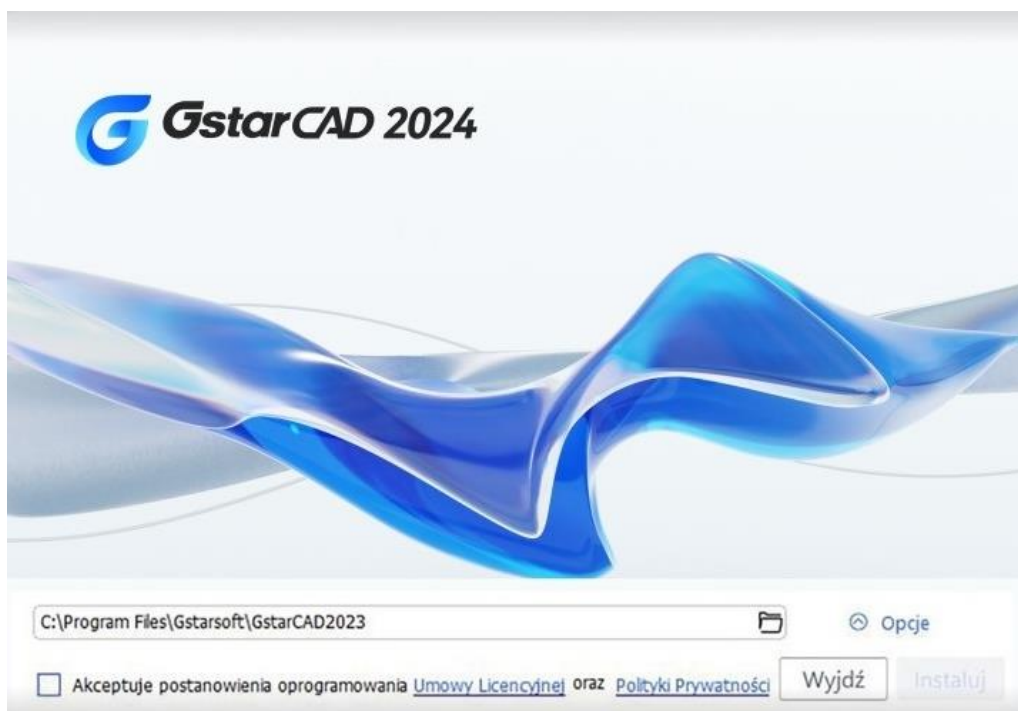 GstarCAD 2024
C:\Program Files\Gstarsoft\GstarCAD2023
Opcje
Akceptuje postanowienia oprogramowania Umowy Licencyjnej oraz Polityki Prywatności
Wyjdź
Instaluj